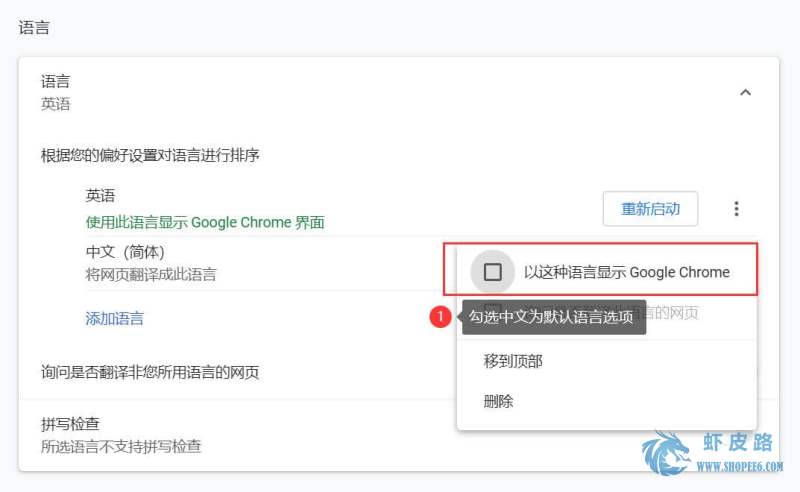 语言
语言
英语
根据您的偏好设置对语言进行排序
英语
使用此语言显示 Google Chrome 界面
重新启动
中文（简体）
将网页翻译成此语言
以这种语言显示 Google Chrome
添加语言
1
勾选中文为默认语言选项
语言的网页
询问是否翻译非您所用语言的网页
移到顶部
删除
拼写检查
所选语言不支持拼写检查
虾皮路
WWW.SHOPEE6.COM